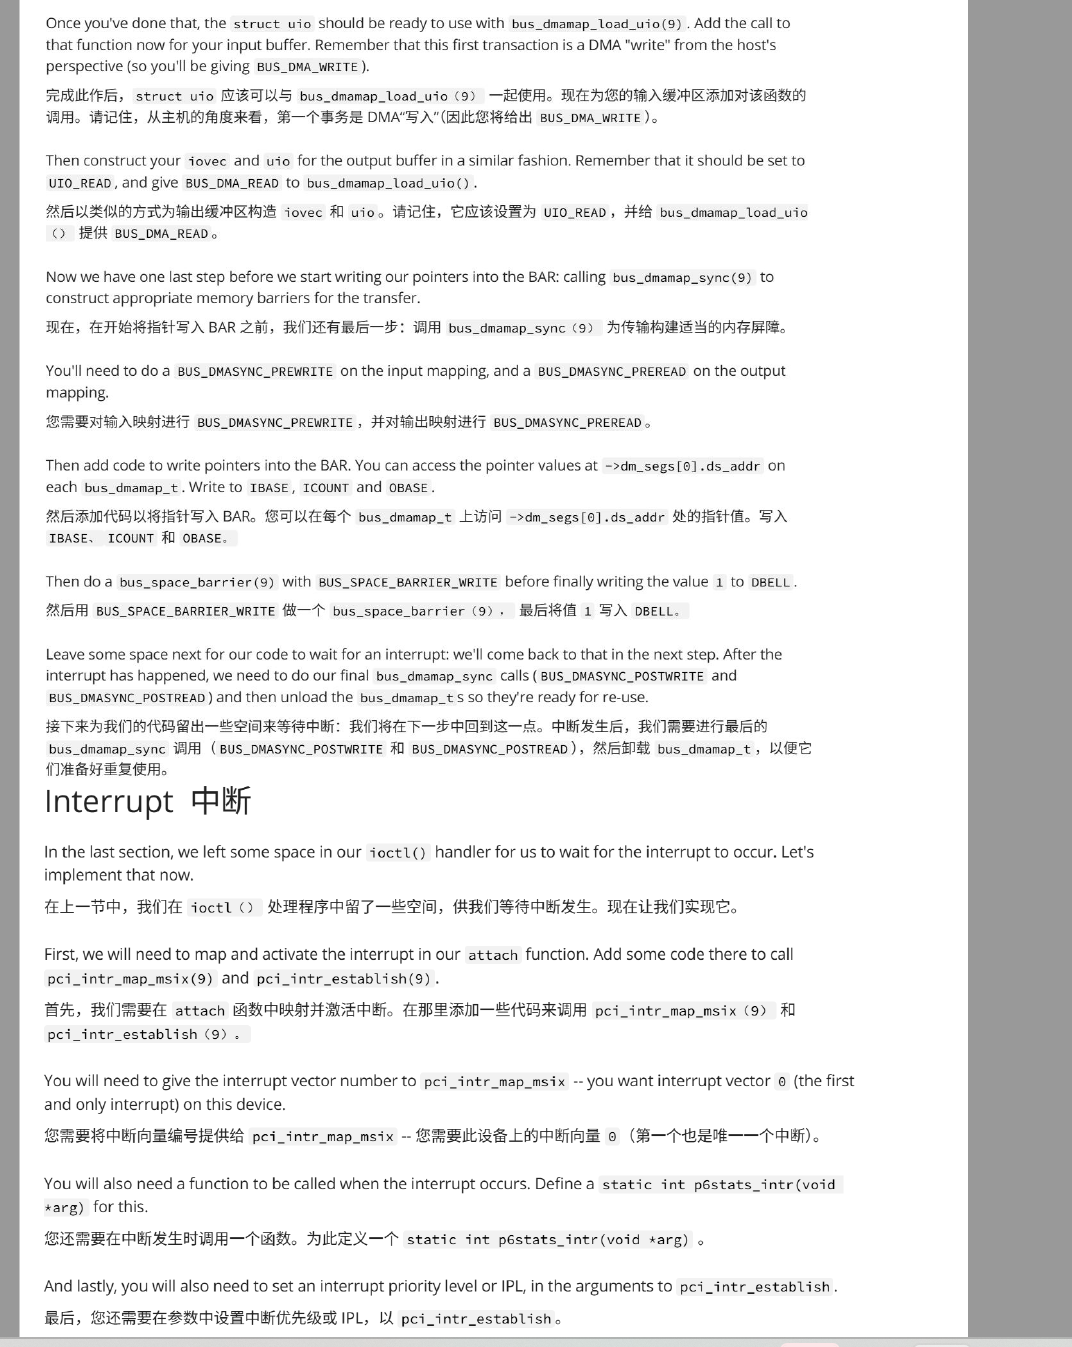 Once you've done that, the struct uio should be ready to use with bus_dmamap_load_uio(9). Add the call to
that function now for your input buffer. Remember that this first transaction is a DMA "write" from the host's
perspective (so you'll be giving BUS_DMA_WRITE).
完成此作后，struct uio 应该可以与 bus_dmamap_load_uio（9） 一起使用。现在为您的输入缓冲区添加对该函数的
调用。请记住，从主机的角度来看，第一个事务是 DMA“写入”（因此您将给出 BUS_DMA_WRITE）。
Then construct your iovec and uio for the output buffer in a similar fashion. Remember that it should be set to
UIO_READ, and give BUS_DMA_READ to bus_dmamap_load_uio().
然后以类似的方式为输出缓冲区构造 iovec 和 uio。请记住，它应该设置为 UIO_READ，并给 bus_dmamap_load_uio
（） 提供 BUS_DMA_READ。
Now we have one last step before we start writing our pointers into the BAR: calling bus_dmamap_sync(9) to
construct appropriate memory barriers for the transfer.
现在，在开始将指针写入 BAR 之前，我们还有最后一步：调用 bus_dmamap_sync（9） 为传输构建适当的内存屏障。
You'll need to do a BUS_DMASYNC_PREWRITE on the input mapping, and a BUS_DMASYNC_PREREAD on the output
mapping.
您需要对输入映射进行 BUS_DMASYNC_PREWRITE，并对输出映射进行 BUS_DMASYNC_PREREAD。
Then add code to write pointers into the BAR. You can access the pointer values at ->dm_segs[0].ds_addr on
each bus_dmamap_t. Write to IBASE, ICOUNT and OBASE.
然后添加代码以将指针写入 BAR。您可以在每个 bus_dmamap_t 上访问 ->dm_segs[0].ds_addr 处的指针值。写入
IBASE、 ICOUNT 和 OBASE。
Then do a bus_space_barrier(9) with BUS_SPACE_BARRIER_WRITE before finally writing the value 1 to DBELL.
然后用 BUS_SPACE_BARRIER_WRITE 做一个 bus_space_barrier（9）， 最后将值 1 写入 DBELL。
Leave some space next for our code to wait for an interrupt: we'll come back to that in the next step. After the
interrupt has happened, we need to do our final bus_dmamap_sync calls (BUS_DMASYNC_POSTWRITE and
BUS_DMASYNC_POSTREAD) and then unload the bus_dmamap_ts so they're ready for re-use.
接下来为我们的代码留出一些空间来等待中断：我们将在下一步中回到这一点。中断发生后，我们需要进行最后的
bus_dmamap_sync 调用（BUS_DMASYNC_POSTWRITE 和 BUS_DMASYNC_POSTREAD），然后卸载 bus_dmamap_t，以便它
们准备好重复使用。
Interrupt 中断
In the last section, we left some space in our ioctl() handler for us to wait for the interrupt to occur. Let's
implement that now.
在上一节中，我们在 ioctl（） 处理程序中留了一些空间，供我们等待中断发生。现在让我们实现它。
First, we will need to map and activate the interrupt in our attach function. Add some code there to call
pci_intr_map_msix(9) and pci_intr_establish(9).
首先，我们需要在 attach 函数中映射并激活中断。在那里添加一些代码来调用 pci_intr_map_msix（9） 和
pci_intr_establish（9）。
You will need to give the interrupt vector number to pci_intr_map_msix -- you want interrupt vector 0 (the first
and only interrupt) on this device.
您需要将中断向量编号提供给 pci_intr_map_msix -- 您需要此设备上的中断向量 0（第一个也是唯一一个中断）。
You will also need a function to be called when the interrupt occurs. Define a static int p6stats_intr(void
*arg) for this.
您还需要在中断发生时调用一个函数。为此定义一个 static int p6stats_intr(void *arg) 。
And lastly, you will also need to set an interrupt priority level or IPL, in the arguments to pci_intr_establish.
最后，您还需要在参数中设置中断优先级或 IPL，以 pci_intr_establish。